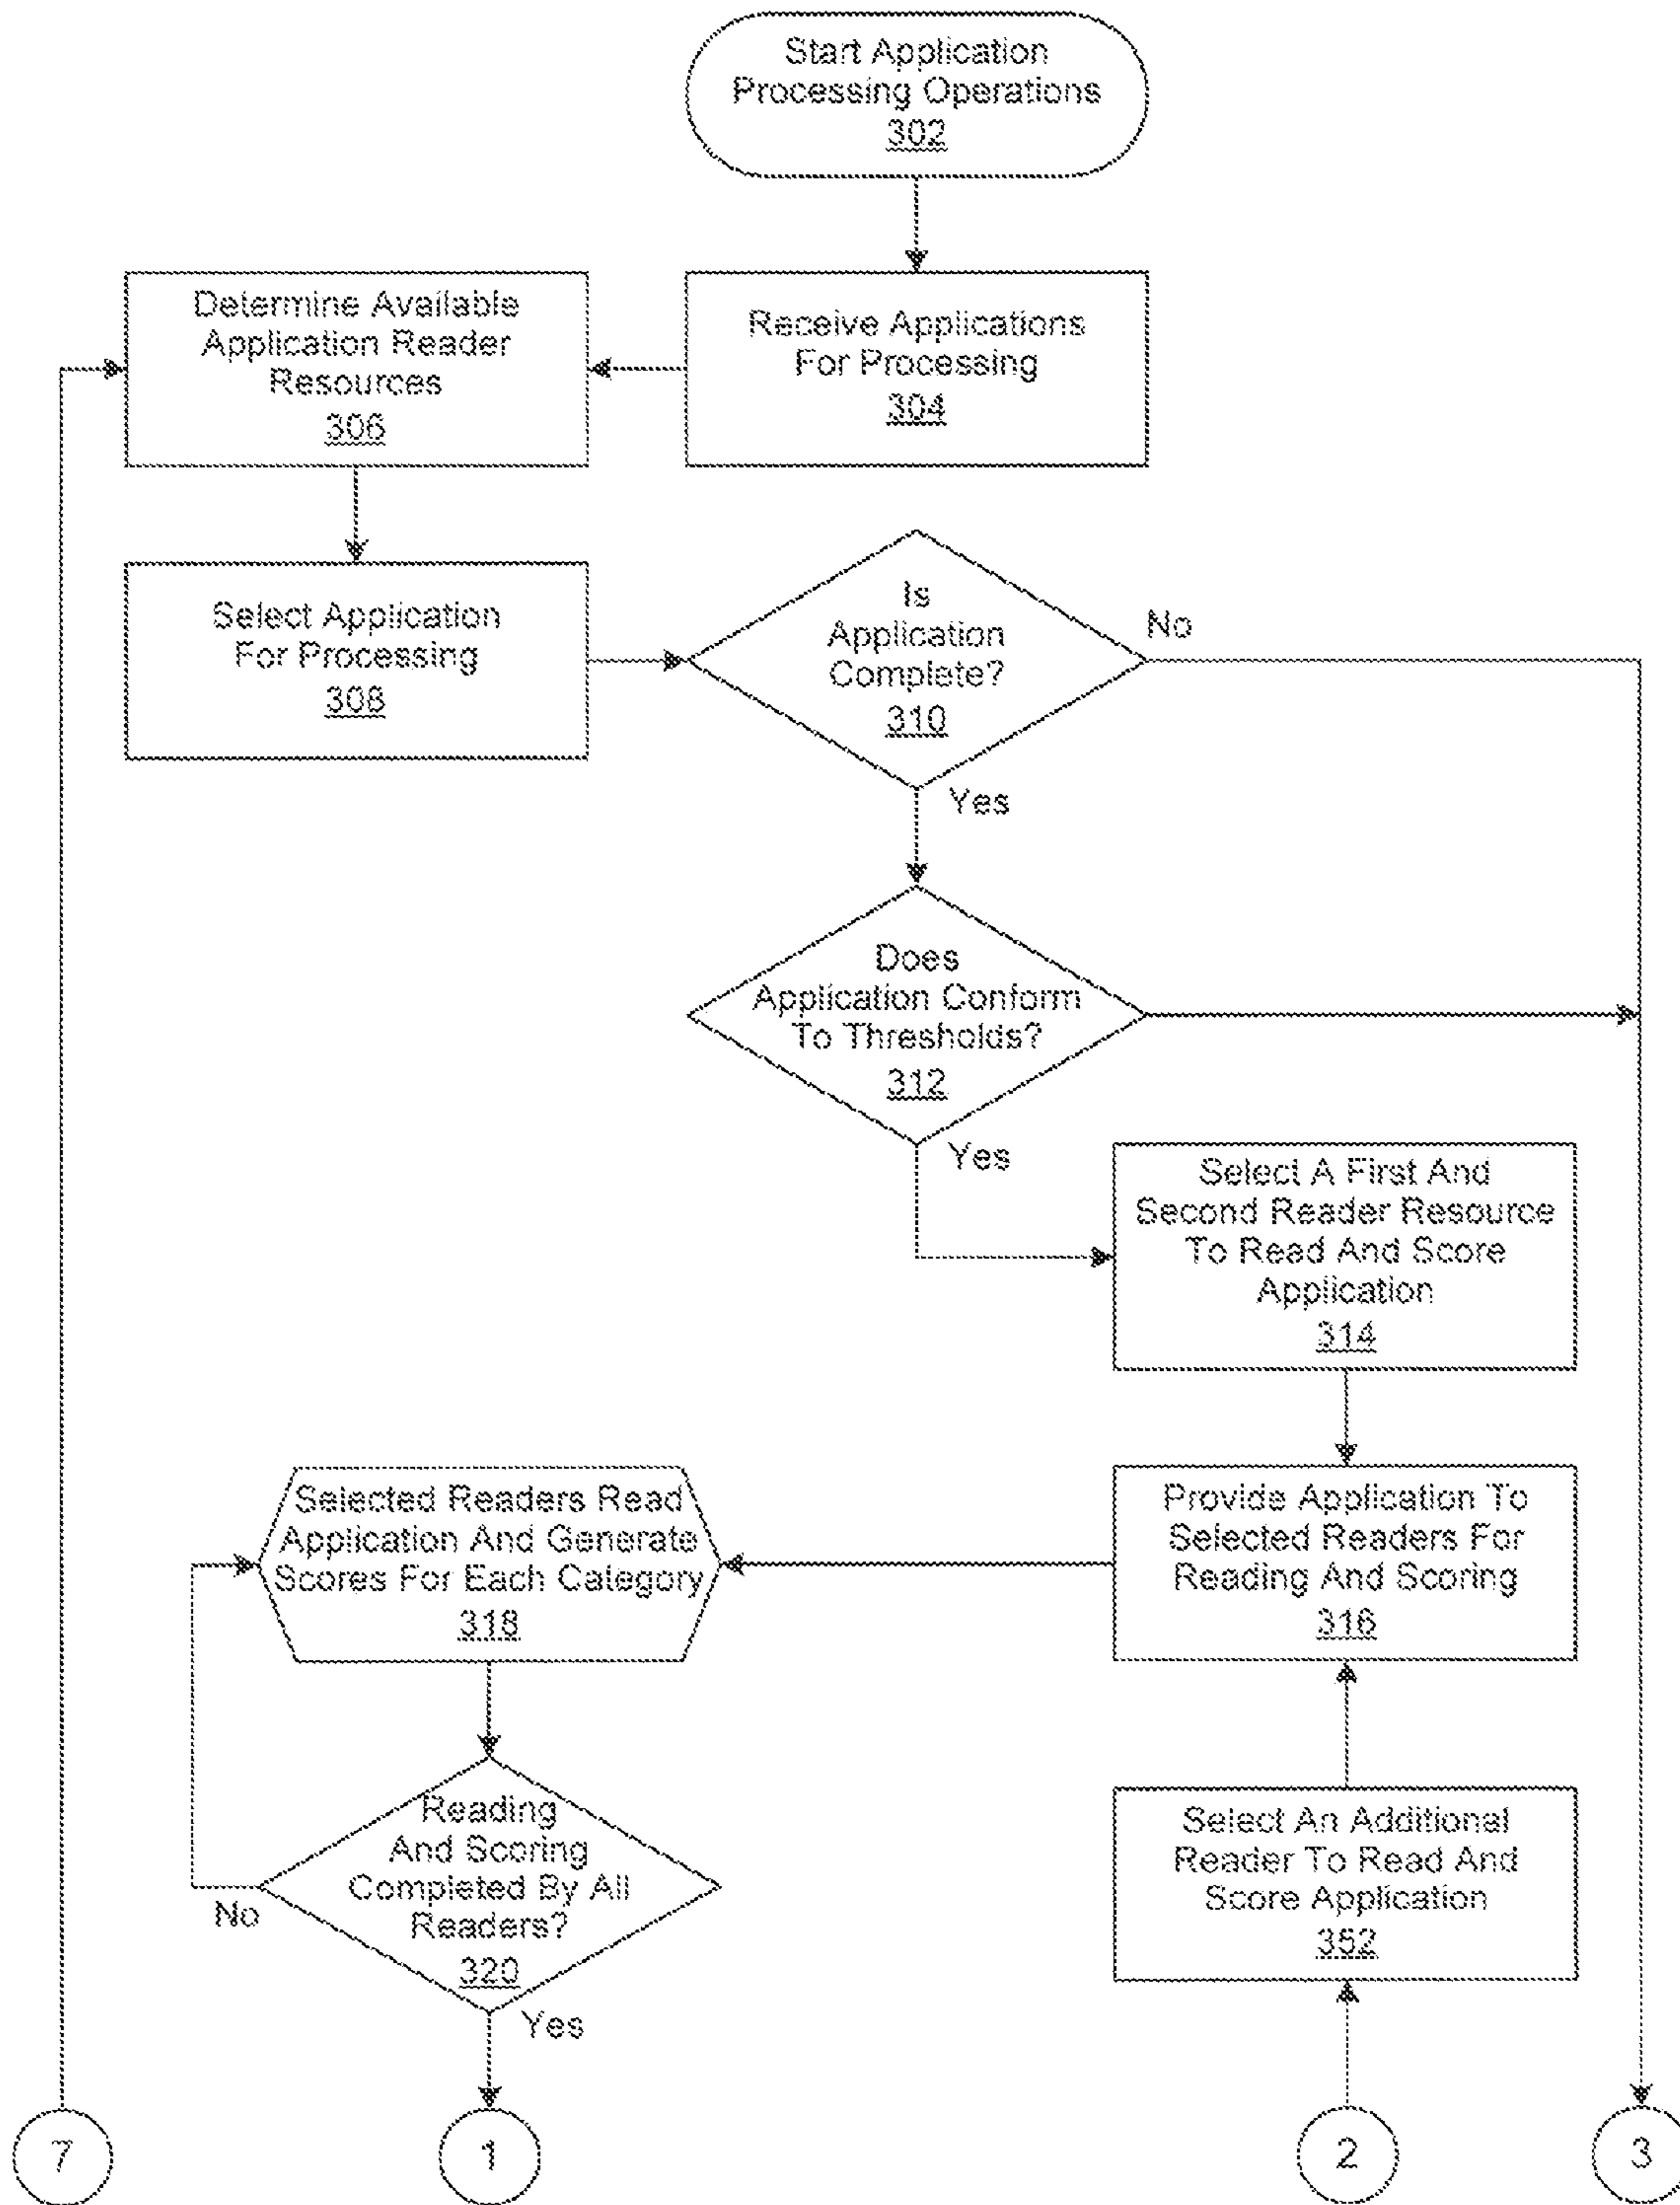 Start Application
Processing Operations
302
Receive Applications
For Processing
304
Determine Available
Application Reader
Resources
306
Select Application
For Processing
308
Is
Application
Complete?
310
No
Yes
Does
Application Conform
To Thresholds?
312
Yes
Select A First And
Second Reader Resource
To Read And Score
Application
314
Provide Application To
Selected Readers For
Reading And Scoring
316
Selected Readers Read
Application And Generate
Scores For Each Category
318
Reading
And Scoring
Completed By All
Readers?
320
No
Yes
Select An Additional
Reader To Read And
Score Application
352
7
1
2
3